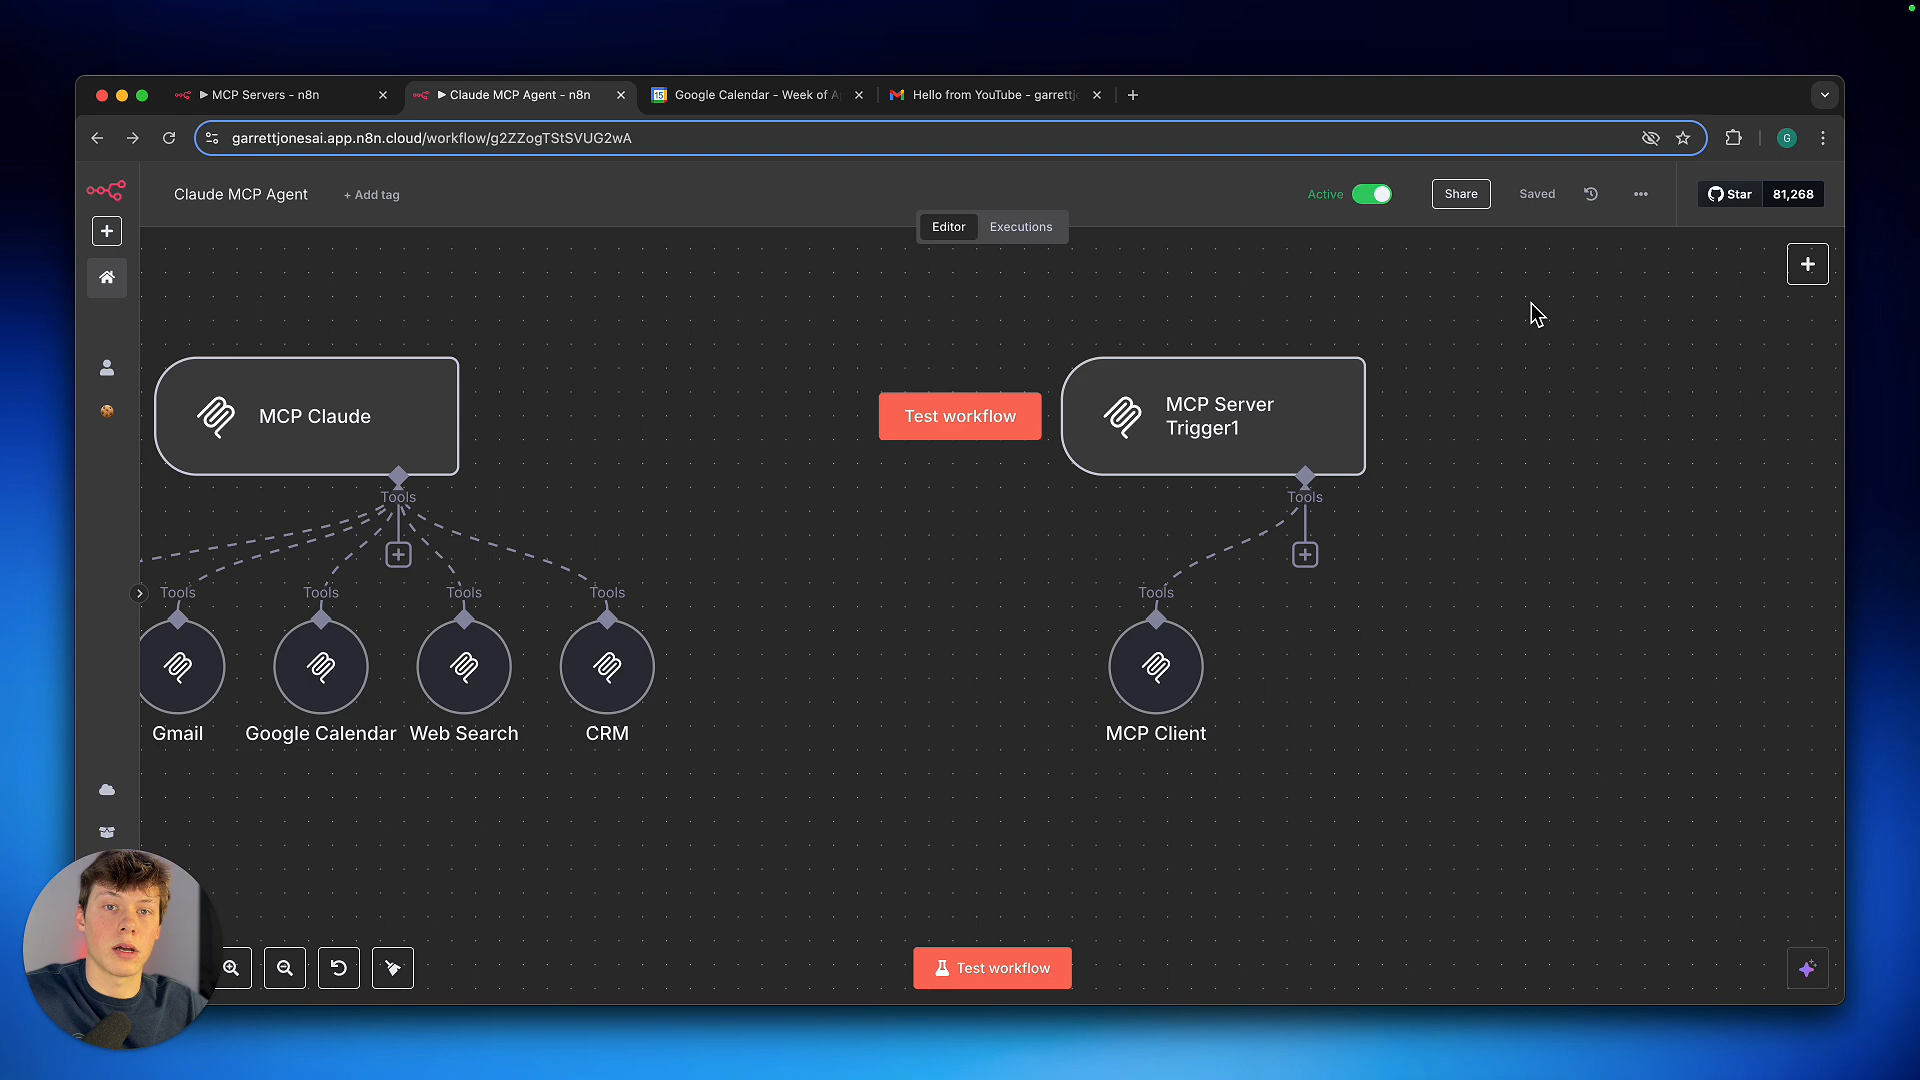 MCP Servers - n8n
Claude MCP Agent - n8n
15
Google Calendar - Week of A
Hello from YouTube - garrettj
garrettjonesai.app.n8n.cloud/workflow/g2ZZogTStSVUG2wA
G
Claude MCP Agent
+ Add tag
Active
Share
Saved
Star
81,268
Editor
Executions
MCP Claude
Test workflow
MCP Server
Trigger1
Tools
Tools
Tools
Tools
Tools
Tools
Tools
Gmail
Google Calendar
Web Search
CRM
MCP Client
Test workflow